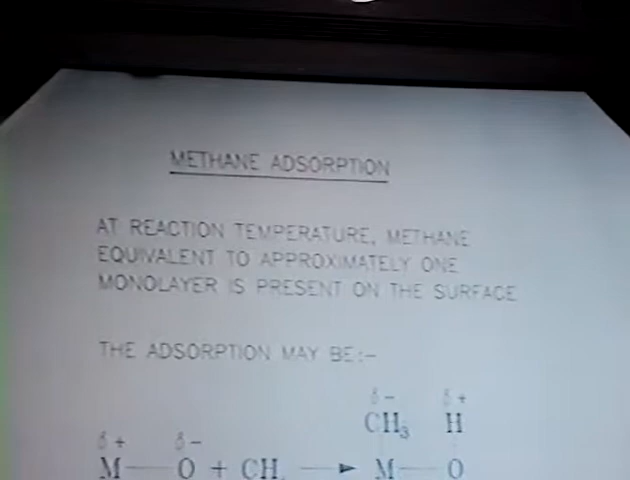 METHANE ADSORPTION
AT REACTION TEMPERATURE, METHANE
EQUIVALENT TO APPROXIMATELY ONE
MONOLAYER IS PRESENT ON THE SURFACE
THE ADSORPTION MAY BE:-
δ- δ+
CH₃ H
δ+ δ-
M — O + CH → M — O